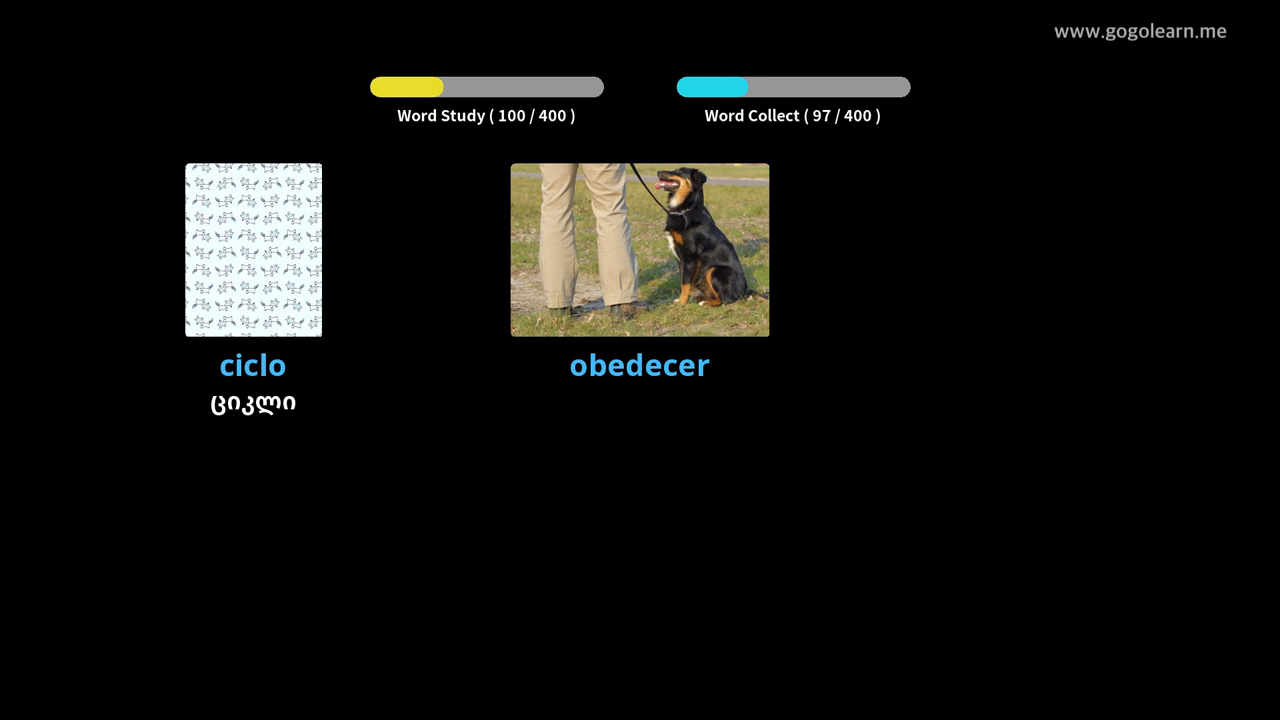 www.gogolearn.me
Word Study ( 100 / 400 )
Word Collect ( 97 / 400 )
ciclo
ციკლი
obedecer